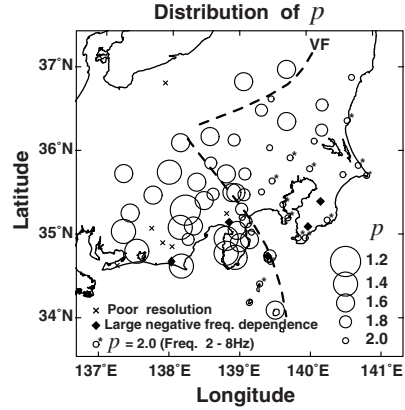 Distribution of p
VF
37°N
36°N
35°N
34°N
Latitude
p
1.2
1.4
1.6
1.8
2.0
× Poor resolution
◆ Large negative freq. dependence
○* p = 2.0 (Freq. 2 - 8Hz)
137°E 138°E 139°E 140°E 141°E
Longitude